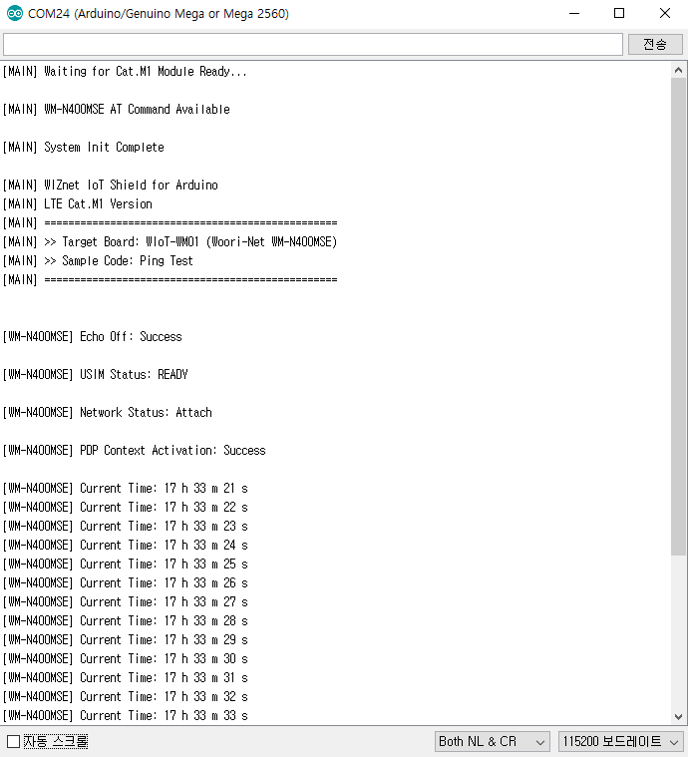 COM24 (Arduino/Genuino Mega or Mega 2560)
전송
[MAIN] Waiting for Cat.M1 Module Ready...
[MAIN] WM-N400MSE AT Command Available
[MAIN] System Init Complete
[MAIN] WIZnet IoT Shield for Arduino
[MAIN] LTE Cat.M1 Version
[MAIN] =================================================
[MAIN] >> Target Board: WIoT-WM01 (Woori-Net WM-N400MSE)
[MAIN] >> Sample Code: Ping Test
[MAIN] =================================================
[WM-N400MSE] Echo Off: Success
[WM-N400MSE] USIM Status: READY
[WM-N400MSE] Network Status: Attach
[WM-N400MSE] PDP Context Activation: Success
[WM-N400MSE] Current Time: 17 h 33 m 21 s
[WM-N400MSE] Current Time: 17 h 33 m 22 s
[WM-N400MSE] Current Time: 17 h 33 m 23 s
[WM-N400MSE] Current Time: 17 h 33 m 24 s
[WM-N400MSE] Current Time: 17 h 33 m 25 s
[WM-N400MSE] Current Time: 17 h 33 m 26 s
[WM-N400MSE] Current Time: 17 h 33 m 27 s
[WM-N400MSE] Current Time: 17 h 33 m 28 s
[WM-N400MSE] Current Time: 17 h 33 m 29 s
[WM-N400MSE] Current Time: 17 h 33 m 30 s
[WM-N400MSE] Current Time: 17 h 33 m 31 s
[WM-N400MSE] Current Time: 17 h 33 m 32 s
[WM-N400MSE] Current Time: 17 h 33 m 33 s
자동 스크롤 Both NL & CR 115200 보드레이트